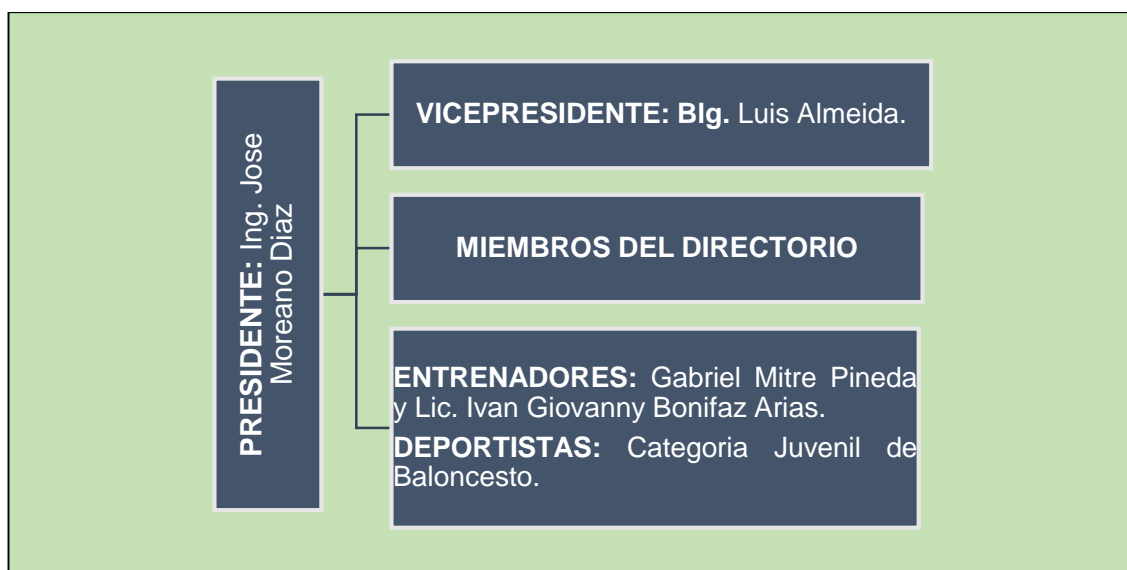 PRESIDENTE: Ing. Jose
Moreano Diaz
VICEPRESIDENTE: Blg. Luis Almeida.
MIEMBROS DEL DIRECTORIO
ENTRENADORES: Gabriel Mitre Pineda
y Lic. Ivan Giovanny Bonifaz Arias.
DEPORTISTAS: Categoria Juvenil de
Baloncesto.